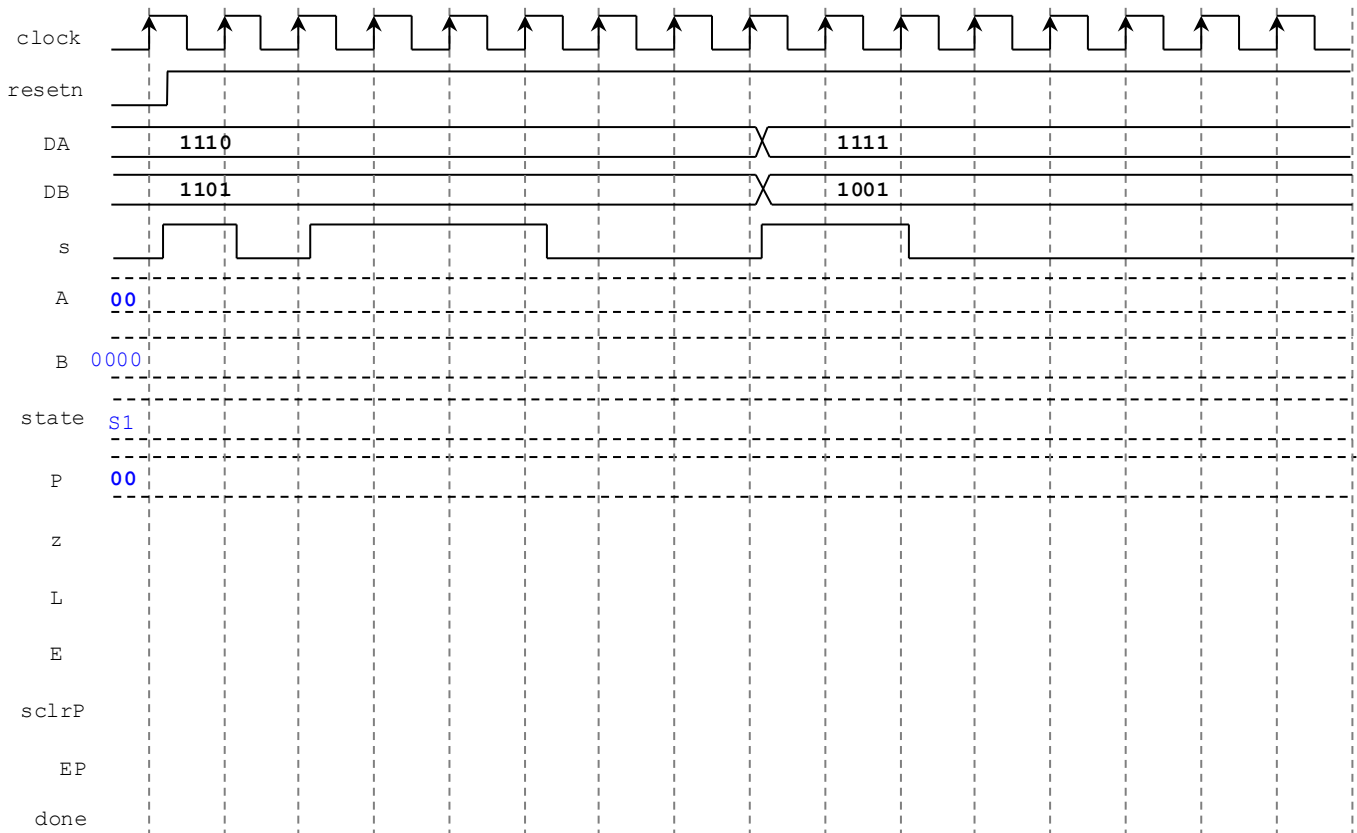 clock
resetn
DA 1110 1111
DB 1101 1001
s
A 00
B 0000
state S1
P 00
z
L
E
sclrP
EP
done